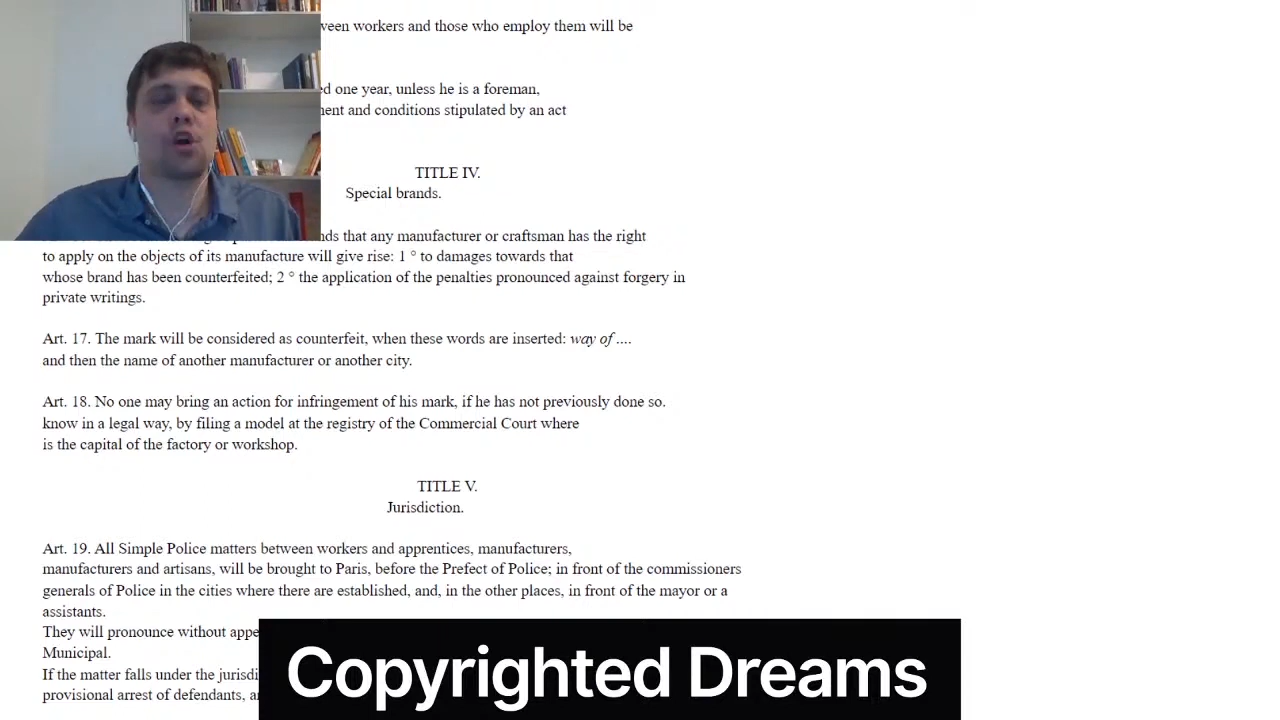 ween workers and those who employ them will be
ed one year, unless he is a foreman,
ment and conditions stipulated by an act
TITLE IV.
Special brands.
nds that any manufacturer or craftsman has the right
to apply on the objects of its manufacture will give rise: 1 ° to damages towards that
whose brand has been counterfeited; 2 ° the application of the penalties pronounced against forgery in
private writings.
Art. 17. The mark will be considered as counterfeit, when these words are inserted: way of ....
and then the name of another manufacturer or another city.
Art. 18. No one may bring an action for infringement of his mark, if he has not previously done so.
know in a legal way, by filing a model at the registry of the Commercial Court where
is the capital of the factory or workshop.
TITLE V.
Jurisdiction.
Art. 19. All Simple Police matters between workers and apprentices, manufacturers,
manufacturers and artisans, will be brought to Paris, before the Prefect of Police; in front of the commissioners
generals of Police in the cities where there are established, and, in the other places, in front of the mayor or a
assistants.
They will pronounce without appe
Municipal.
If the matter falls under the jurisdi
provisional arrest of defendants, a
Copyrighted Dreams